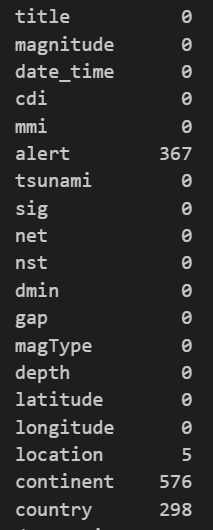 title 0
magnitude 0
date_time 0
cdi 0
mmi 0
alert 367
tsunami 0
sig 0
net 0
nst 0
dmin 0
gap 0
magType 0
depth 0
latitude 0
longitude 0
location 5
continent 576
country 298